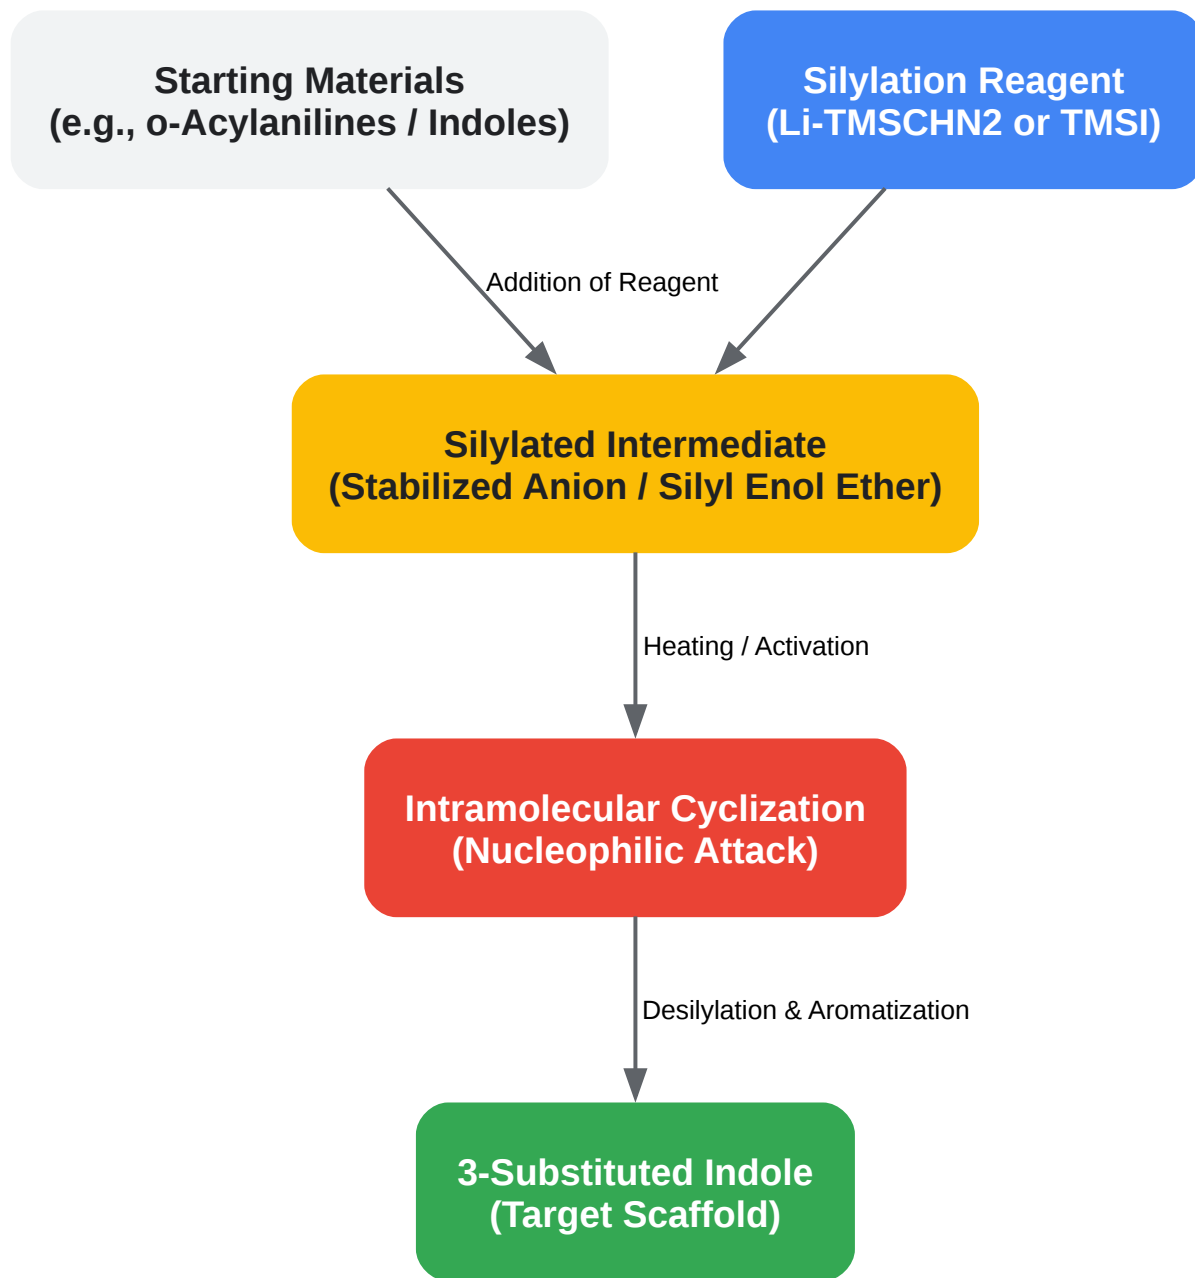 Starting Materials
(e.g., o-Acylanilines / Indoles)
Silylation Reagent
(Li-TMSCHN2 or TMSI)
Addition of Reagent
Silylated Intermediate
(Stabilized Anion / Silyl Enol Ether)
Heating / Activation
Intramolecular Cyclization
(Nucleophilic Attack)
Desilylation & Aromatization
3-Substituted Indole
(Target Scaffold)